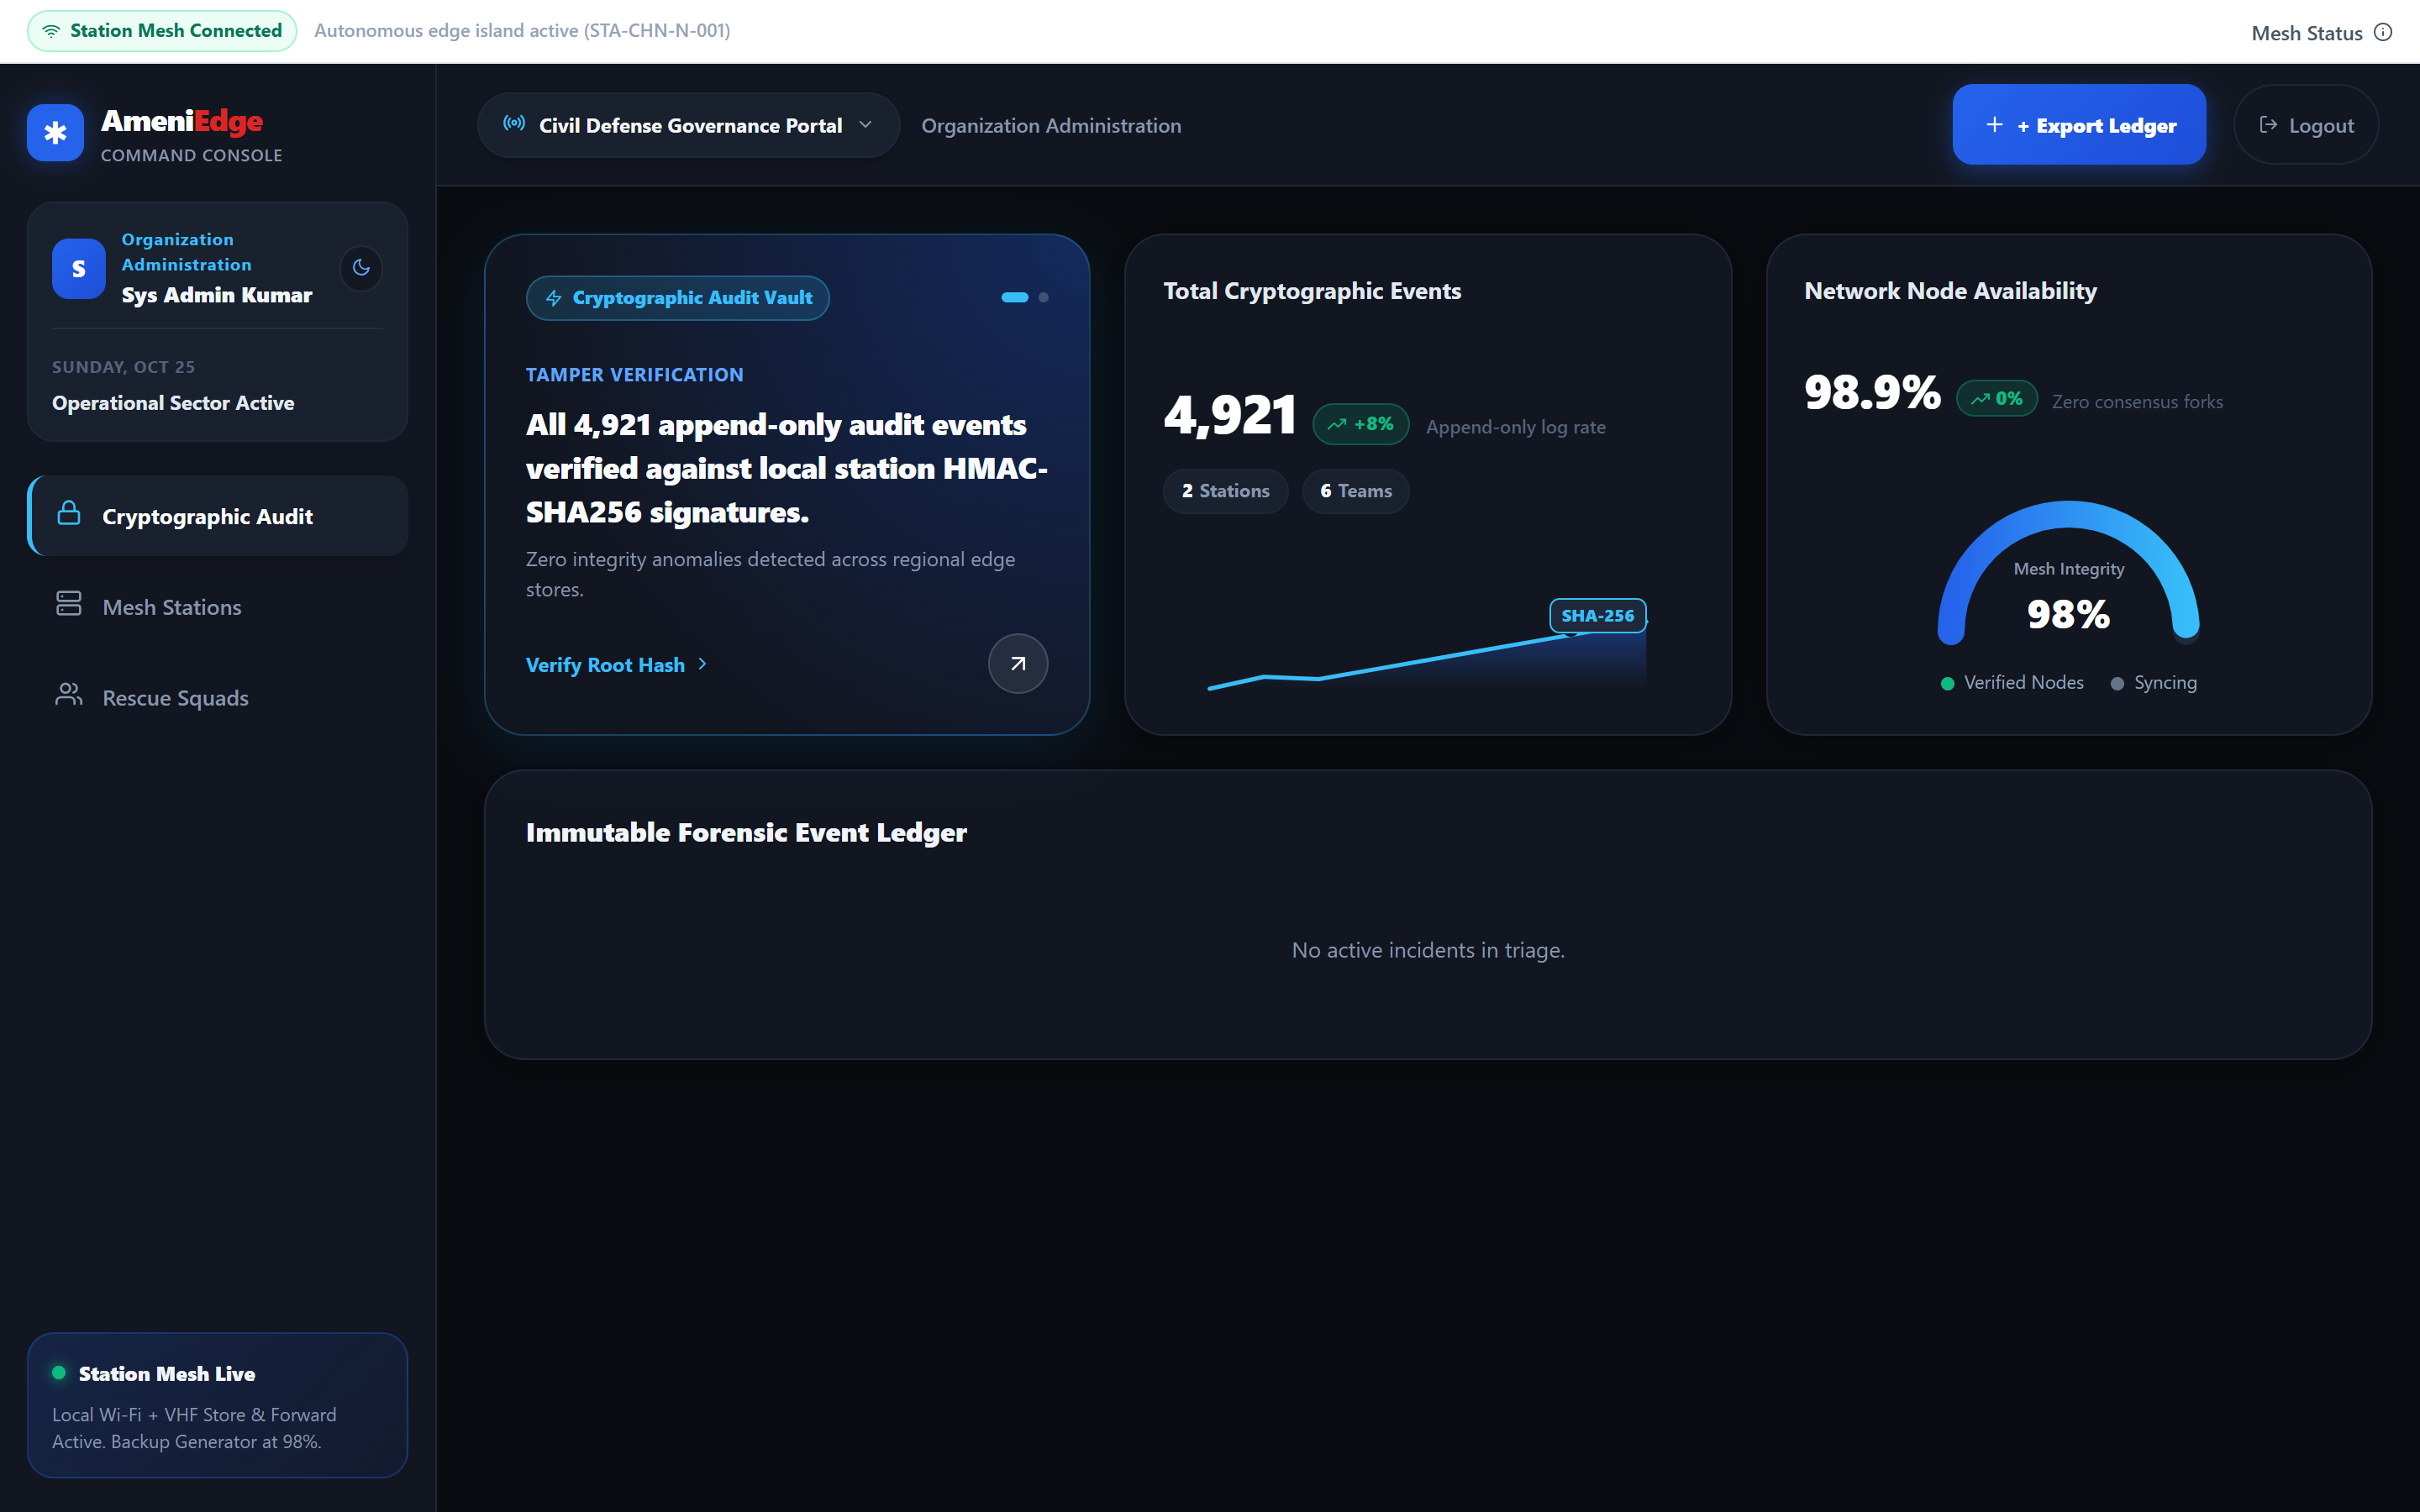 Station Mesh Connected
Autonomous edge island active (STA-CHN-N-001)
Mesh Status
AmeniEdge
COMMAND CONSOLE
Organization
Administration
Sys Admin Kumar
S
SUNDAY, OCT 25
Operational Sector Active
Cryptographic Audit
Mesh Stations
Rescue Squads
Station Mesh Live
Local Wi-Fi + VHF Store & Forward
Active. Backup Generator at 98%.
Civil Defense Governance Portal
Organization Administration
+ Export Ledger
Logout
Cryptographic Audit Vault
TAMPER VERIFICATION
All 4,921 append-only audit events
verified against local station HMAC-
SHA256 signatures.
Zero integrity anomalies detected across regional edge
stores.
Verify Root Hash
Total Cryptographic Events
4,921
+8%
Append-only log rate
2 Stations
6 Teams
SHA-256
Network Node Availability
98.9%
0%
Zero consensus forks
Mesh Integrity
98%
Verified Nodes
Syncing
Immutable Forensic Event Ledger
No active incidents in triage.